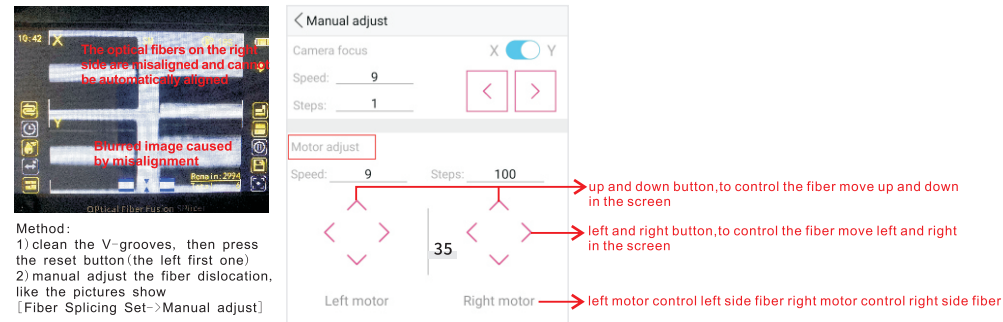 10:42
X
The optical fibers on the right
side are misaligned and cannot
be automatically aligned
Y
Blurred image caused
by misalignment
Remain:2994
X
OPtical Fiber Fusion SPlicer
Method:
1)clean the V-grooves, then press
the reset button(the left first one)
2)manual adjust the fiber dislocation,
like the pictures show
[Fiber Splicing Set->Manual adjust]
Manual adjust
Camera focus X Y
Speed: 9
Steps: 1
Motor adjust
Speed: 9 Steps: 100
35
Left motor Right motor
up and down button,to control the fiber move up and down
in the screen
left and right button,to control the fiber move left and right
in the screen
left motor control left side fiber right motor control right side fiber